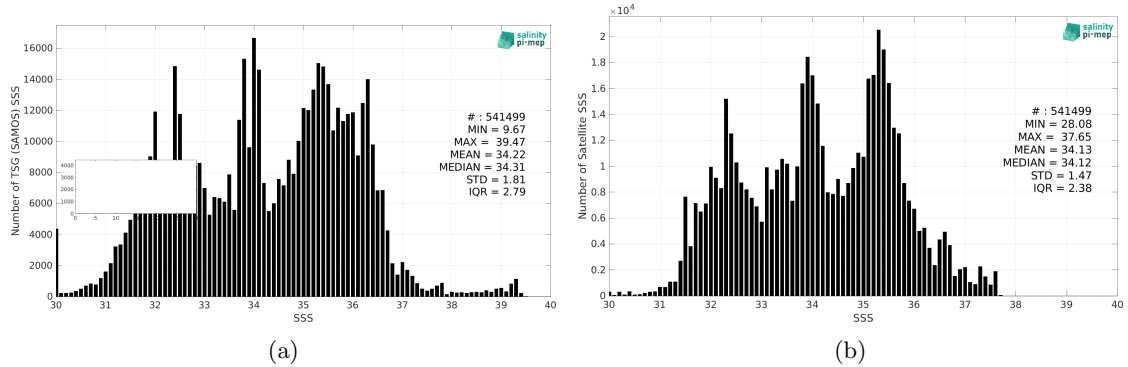 16000
14000
12000
10000
8000
6000
4000
2000
0
Number of TSG (SAMOS) SSS
salinity
pi-mep
# : 541499
MIN = 9.67
MAX = 39.47
MEAN = 34.22
MEDIAN = 34.31
STD = 1.81
IQR = 2.79
4000
3000
2000
1000
0
0 5 10
30 31 32 33 34 35 36 37 38 39 40
SSS
(a)
×10⁴
2
1.8
1.6
1.4
1.2
1
0.8
0.6
0.4
0.2
0
Number of Satellite SSS
salinity
pi-mep
# : 541499
MIN = 28.08
MAX = 37.65
MEAN = 34.13
MEDIAN = 34.12
STD = 1.47
IQR = 2.38
30 31 32 33 34 35 36 37 38 39 40
SSS
(b)